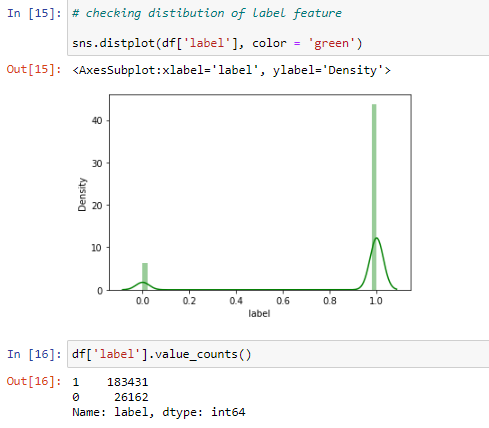 In [15]: # checking distibution of label feature
sns.distplot(df['label'], color = 'green')
Out[15]: <AxesSubplot:xlabel='label', ylabel='Density'>
40
30
20
10
0
Density
0.0 0.2 0.4 0.6 0.8 1.0
label
In [16]: df['label'].value_counts()
Out[16]: 1    183431
0     26162
Name: label, dtype: int64